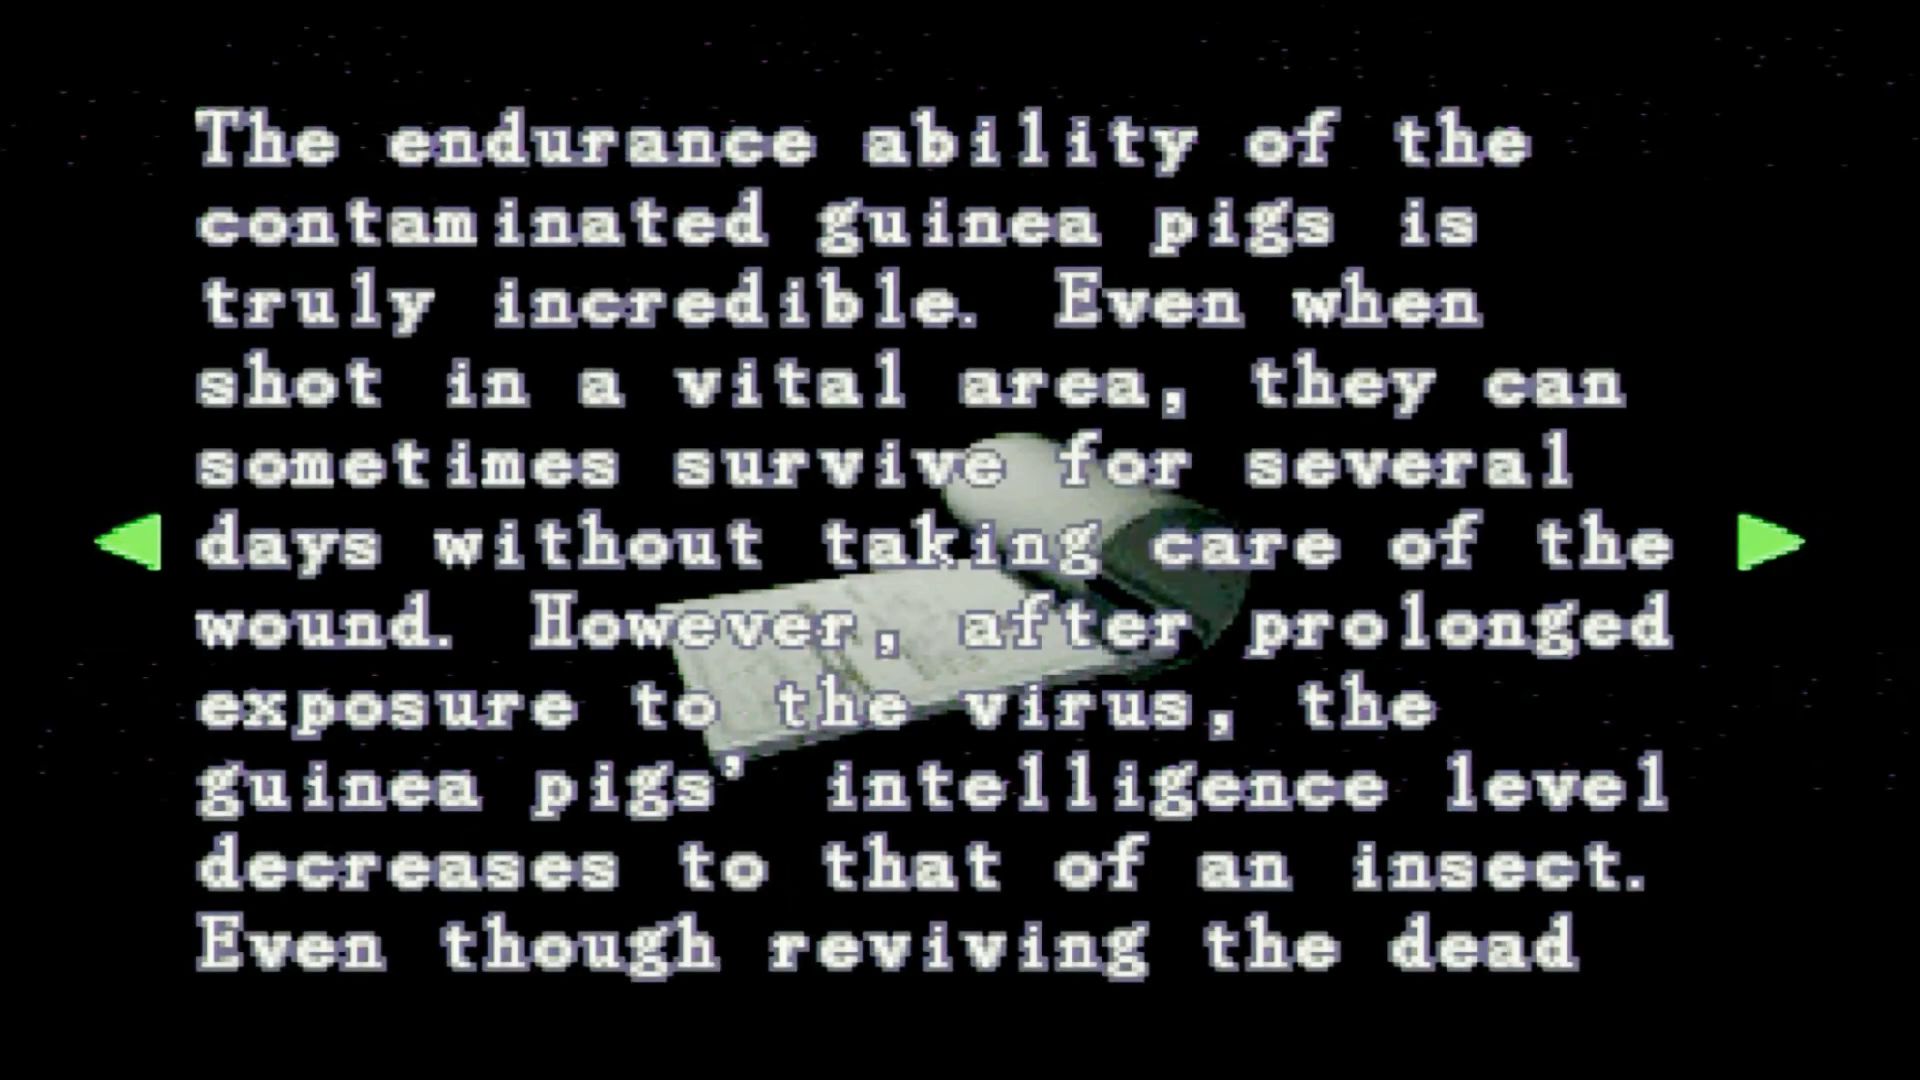 The endurance ability of the
contaminated guinea pigs is
truly incredible. Even when
shot in a vital area, they can
sometimes survive for several
days without taking care of the
wound. However, after prolonged
exposure to the virus, the
guinea pigs' intelligence level
decreases to that of an insect.
Even though reviving the dead